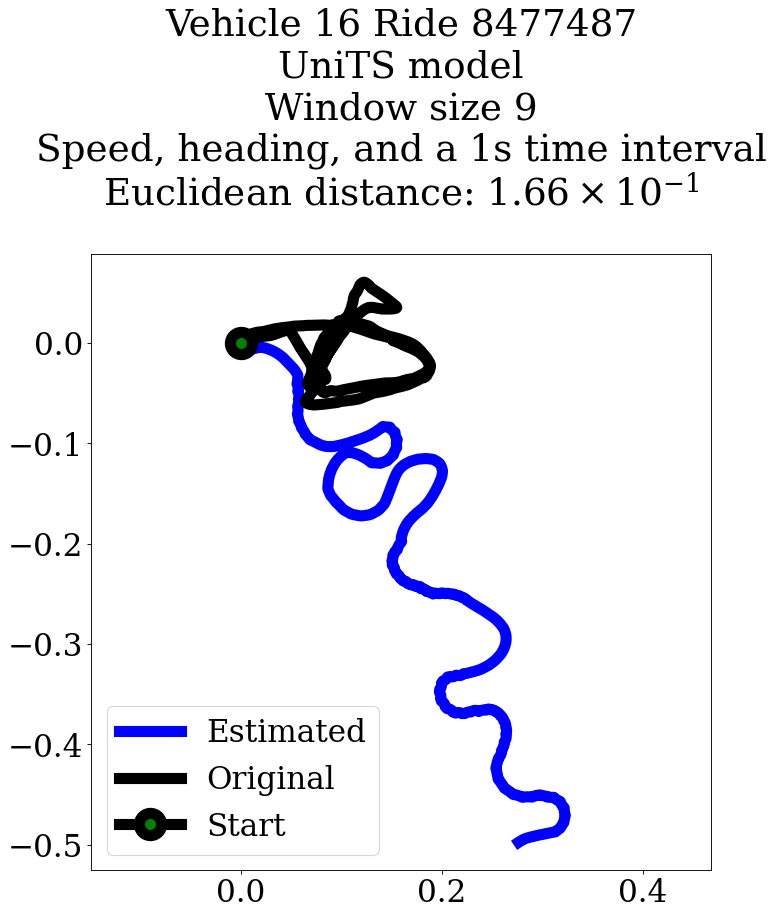 Vehicle 16 Ride 8477487
UniTS model
Window size 9
Speed, heading, and a 1s time interval
Euclidean distance: 1.66 × 10⁻¹
0.0
−0.1
−0.2
−0.3
−0.4
−0.5
Estimated
Original
Start
0.0 0.2 0.4